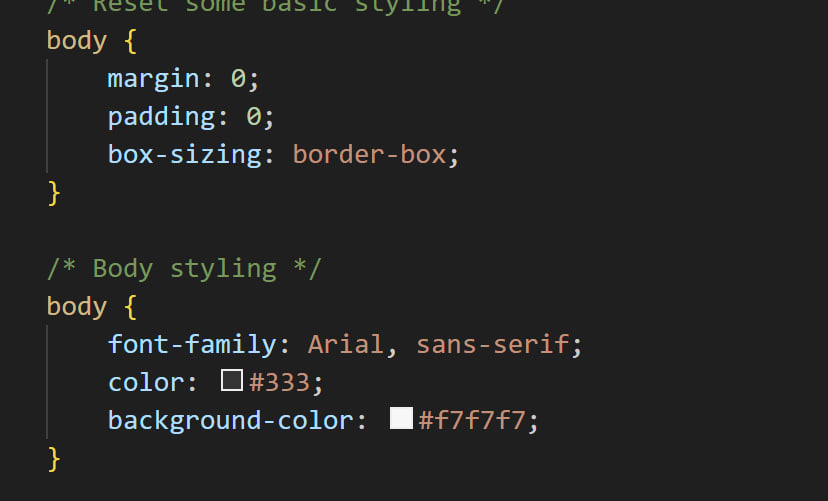 /* Reset some basic styling */
body {
    margin: 0;
    padding: 0;
    box-sizing: border-box;
}

/* Body styling */
body {
    font-family: Arial, sans-serif;
    color: #333;
    background-color: #f7f7f7;
}